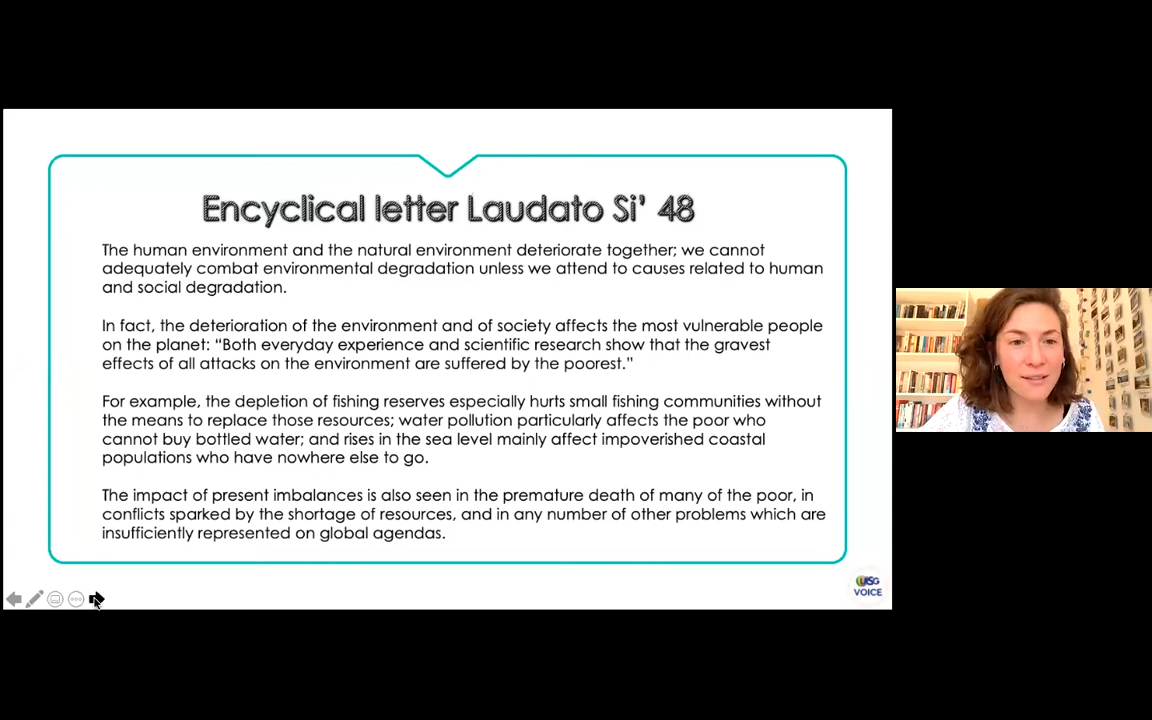 Encyclical letter Laudato Si' 48
The human environment and the natural environment deteriorate together; we cannot
adequately combat environmental degradation unless we attend to causes related to human
and social degradation.
In fact, the deterioration of the environment and of society affects the most vulnerable people
on the planet: “Both everyday experience and scientific research show that the gravest
effects of all attacks on the environment are suffered by the poorest.”
For example, the depletion of fishing reserves especially hurts small fishing communities without
the means to replace those resources; water pollution particularly affects the poor who
cannot buy bottled water; and rises in the sea level mainly affect impoverished coastal
populations who have nowhere else to go.
The impact of present imbalances is also seen in the premature death of many of the poor, in
conflicts sparked by the shortage of resources, and in any number of other problems which are
insufficiently represented on global agendas.
UISG
VOICE